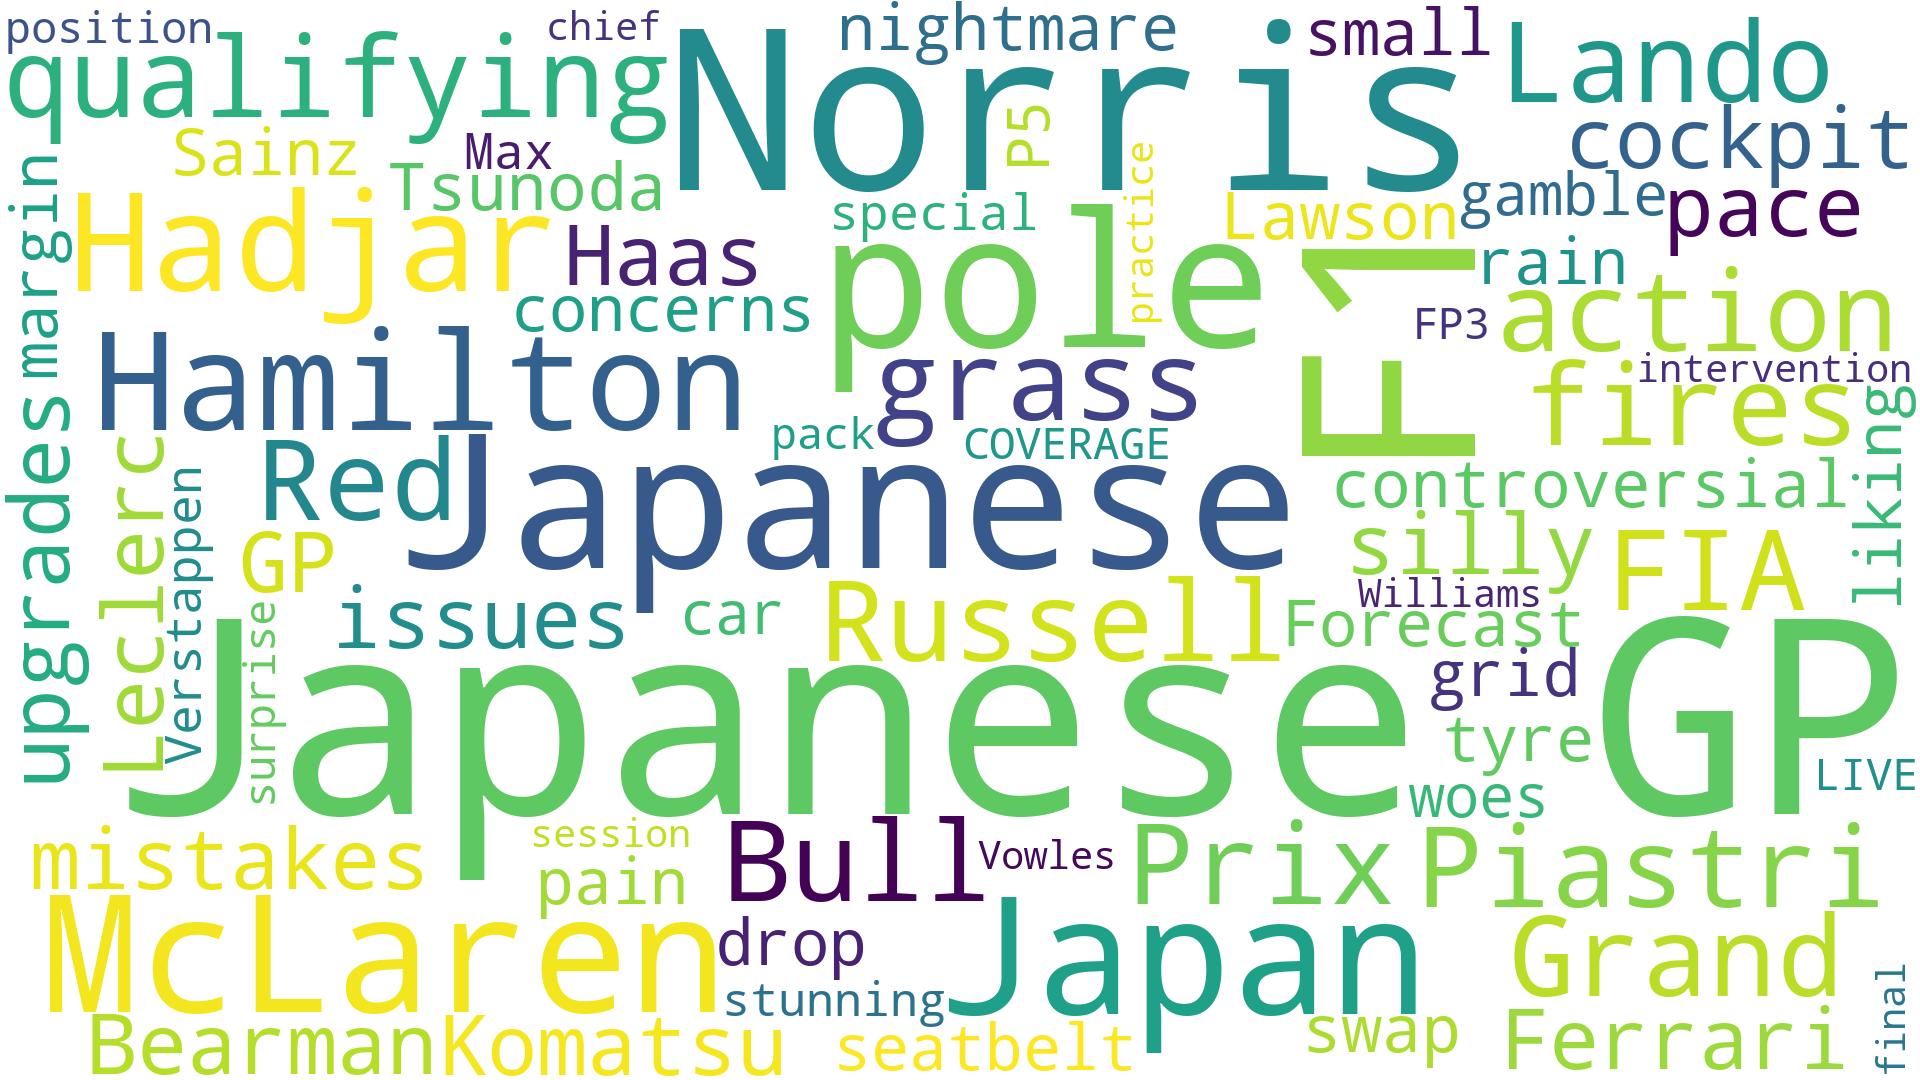 position
chief
nightmare
small
Lando
qualifying
Norris
cockpit
P5
Sainz
Max
practice
Tsunoda
gamble
pace
margin
Hadjar
special
Lawson
Haas
pole
rain
concerns
F1
FP3
action
Hamilton
grass
intervention
fires
upgrades
pack
COVERAGE
liking
Leclerc
Red
Japanese
controversial
Verstappen
GP
silly
FIA
issues
car
Russell
Williams
Forecast
surprise
Japanese GP
grid
tyre
woes
LIVE
mistakes
session
pain
Bull
Vowles
Prix
Piastri
McLaren
drop
Japan
Grand
stunning
final
Bearman
Komatsu
seatbelt
swap
Ferrari